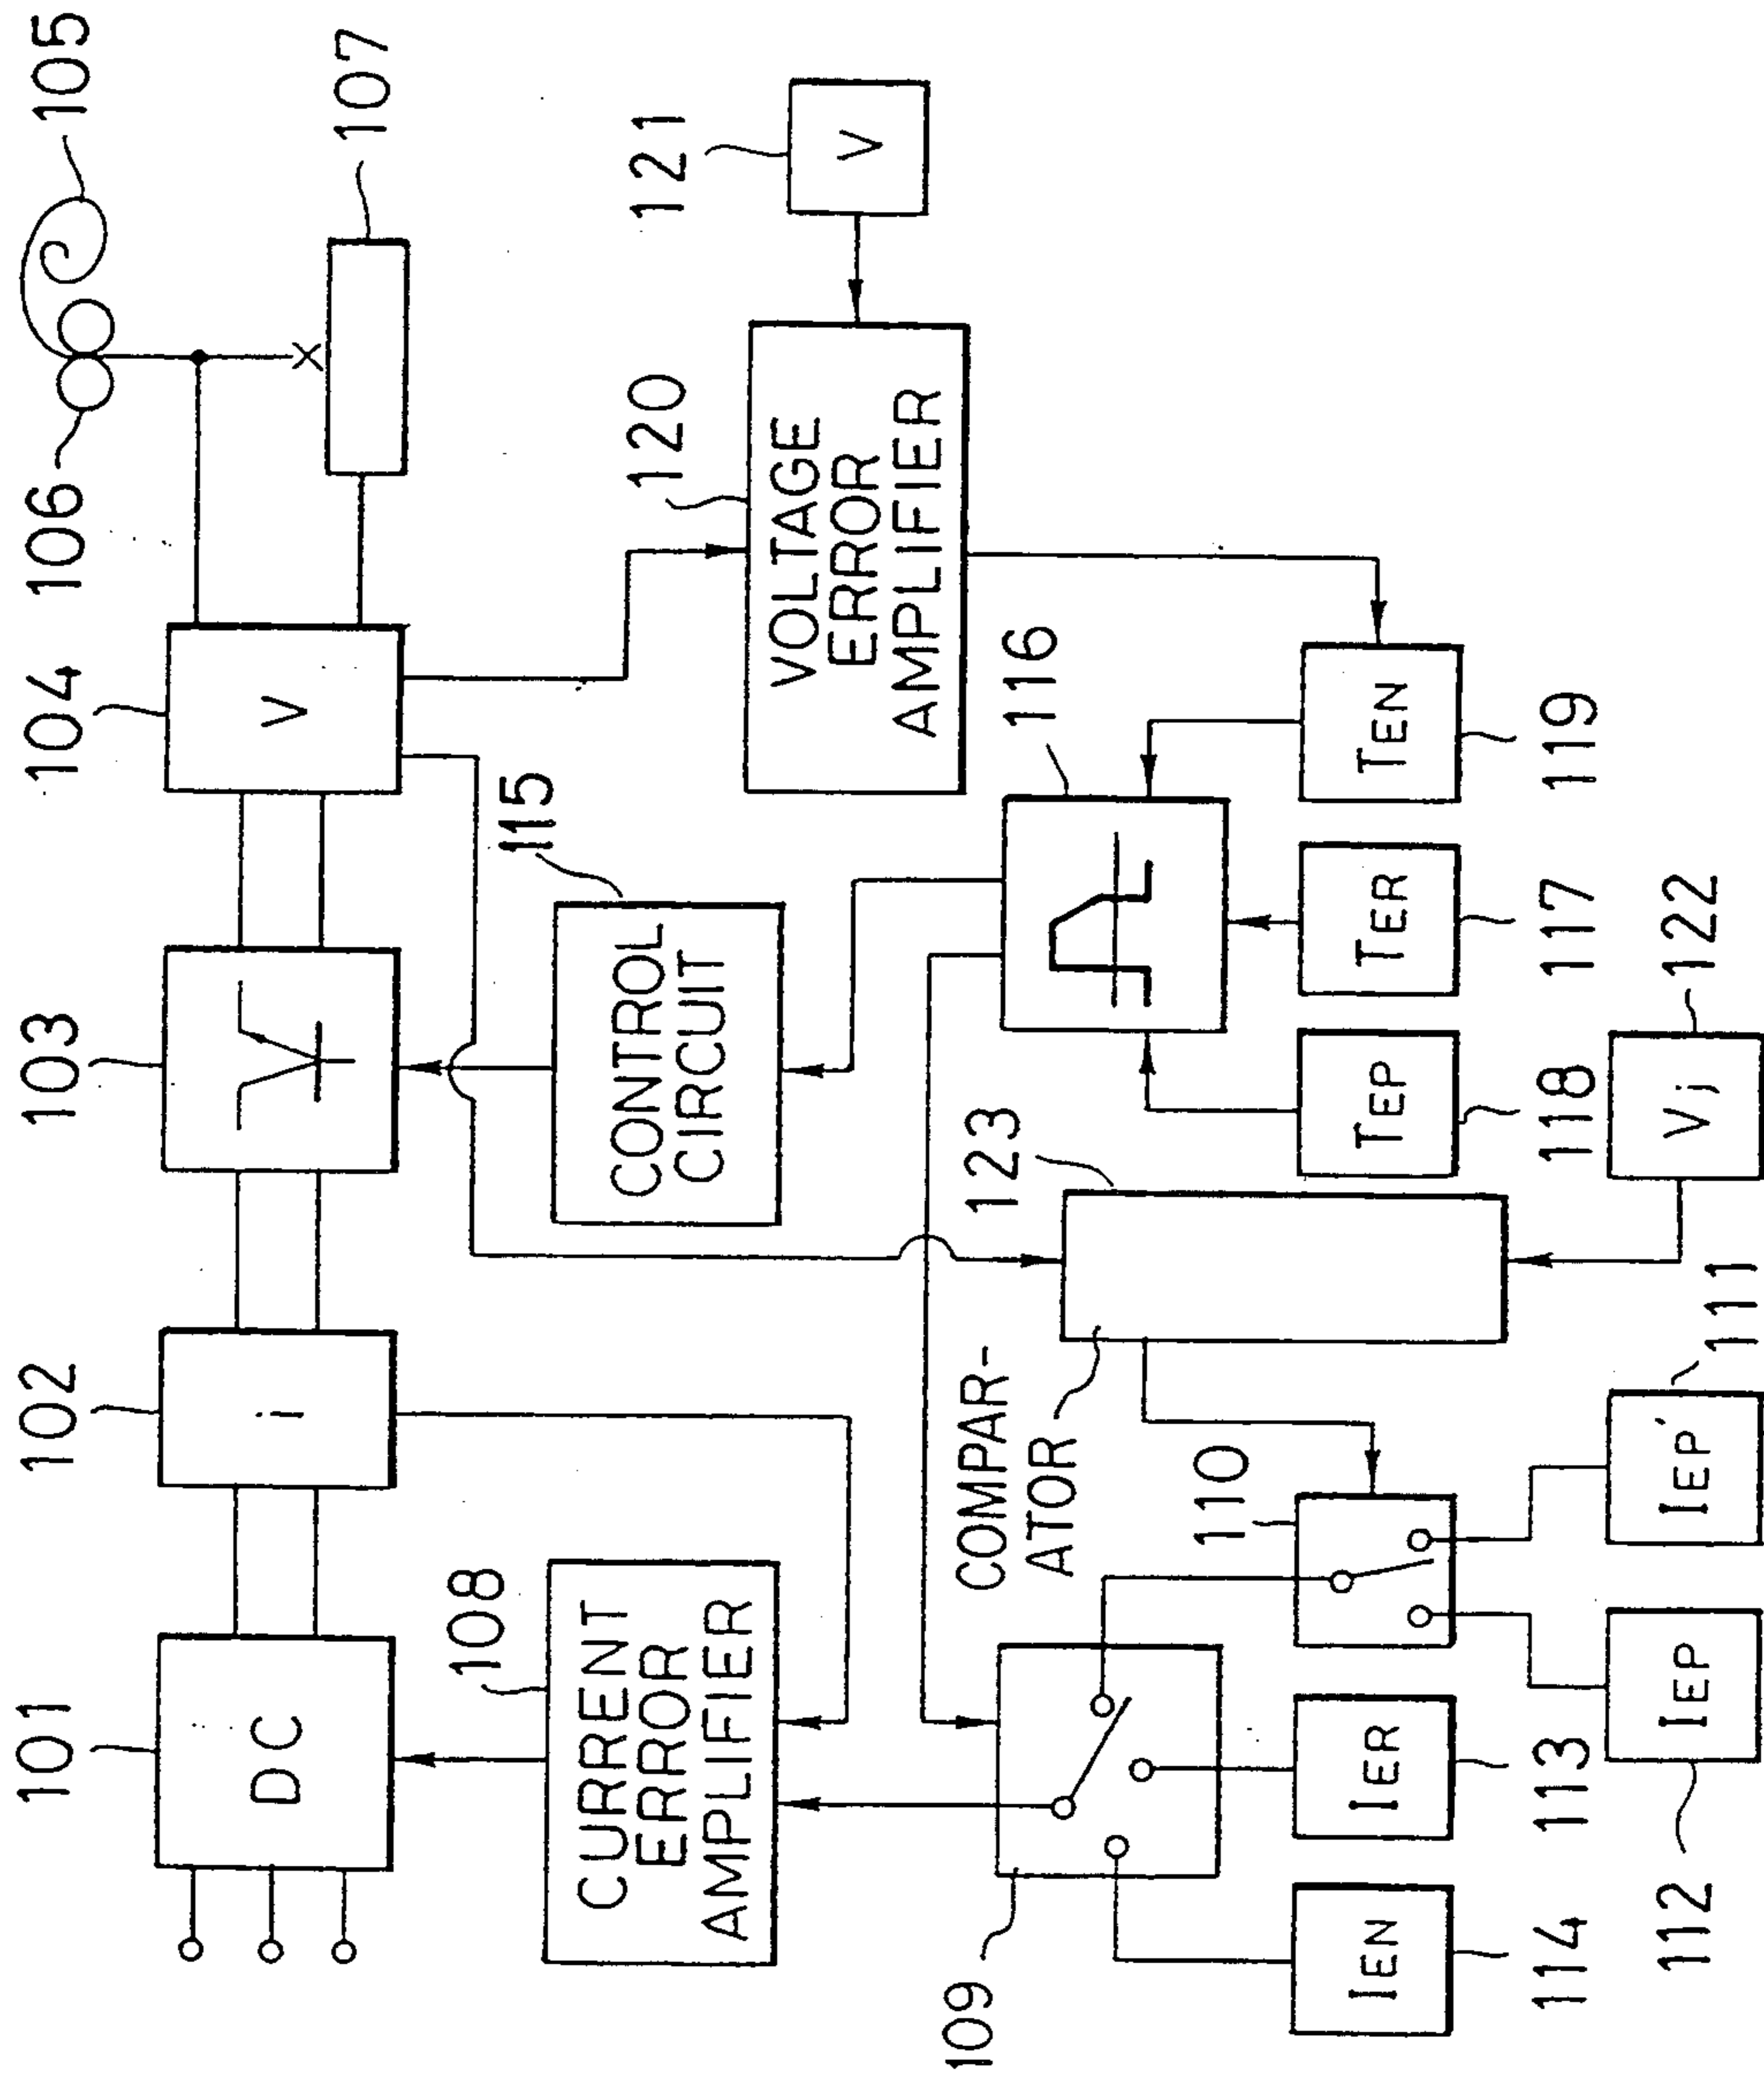 101
102
103
104
106
105
107
DC
i
V
108
115
120
121
CURRENT
ERROR
AMPLIFIER
CONTROL
CIRCUIT
VOLTAGE
ERROR
AMPLIFIER
V
109
COMPAR-
ATOR
123
116
110
IEN
IER
TEP
TER
TEN
114
113
118
117
119
IEP
IEP'
Vj
112
111
122